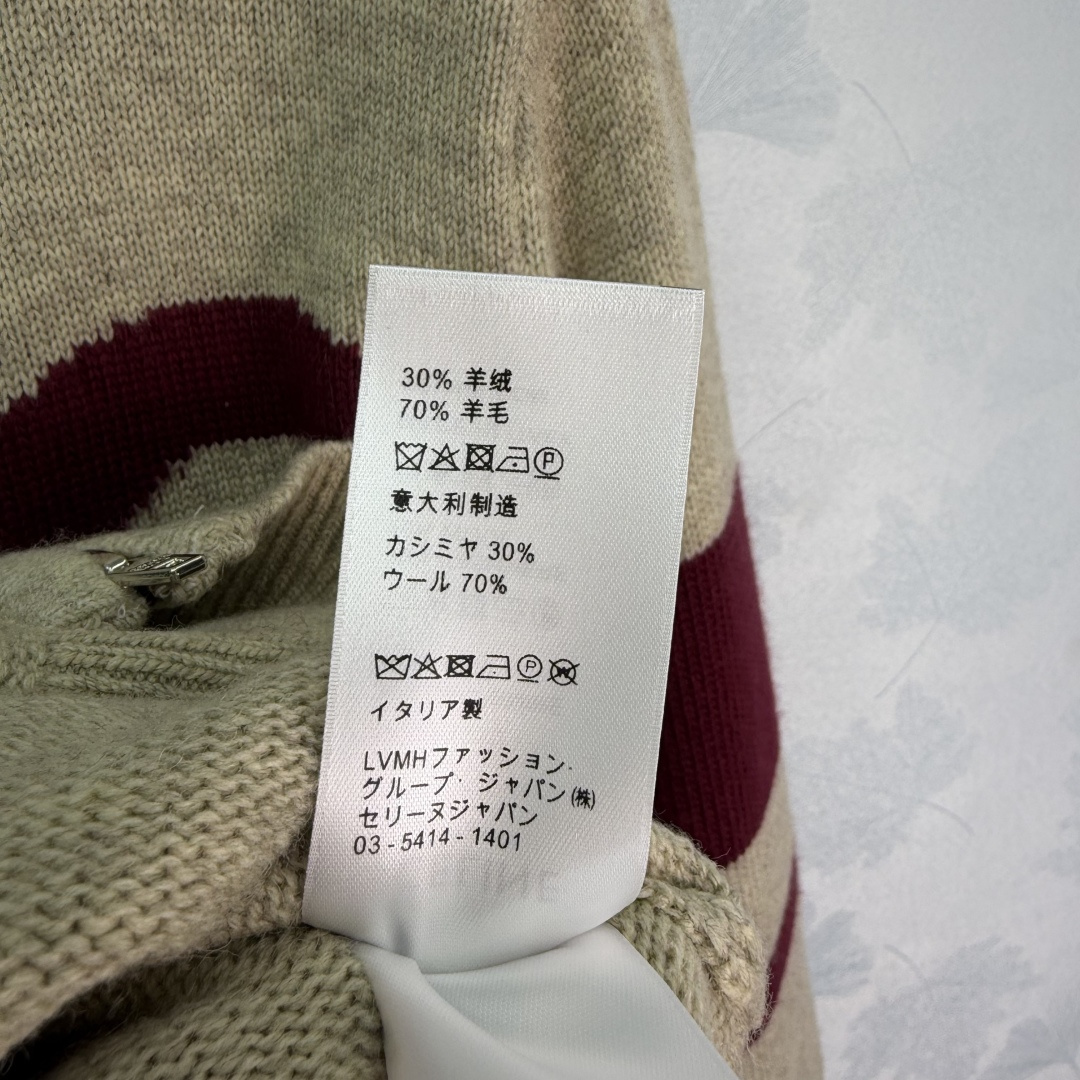 30% 羊绒
70% 羊毛
P
意大利制造
カシミヤ 30%
ウール 70%
P W
イタリア製
LVMHファッション・
グループ・ジャパン(株)
セリーヌジャパン
03-5414-1401